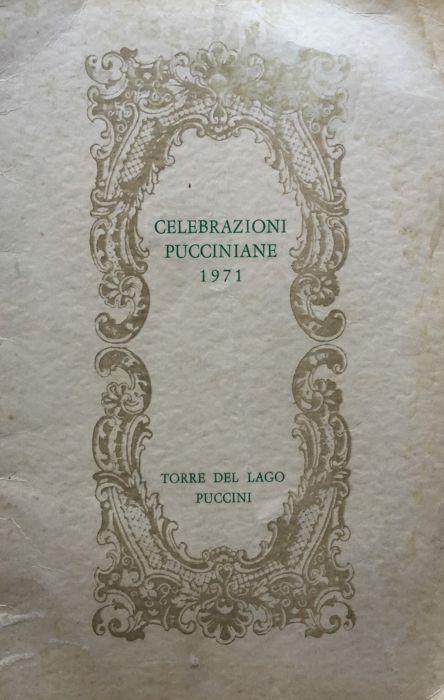 CELEBRAZIONI
PUCCINIANE
1971
TORRE DEL LAGO
PUCCINI